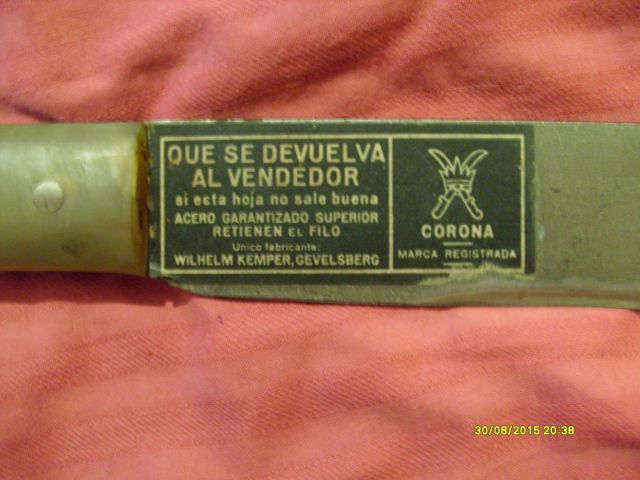 QUE SE DEVUELVA
AL VENDEDOR
si esta hoja no sale buena
ACERO GARANTIZADO SUPERIOR
RETIENEN EL FILO
Unico fabricante:
WILHELM KEMPER, GEVELSBERG
CORONA
MARCA REGISTRADA
30/08/2015 20:38